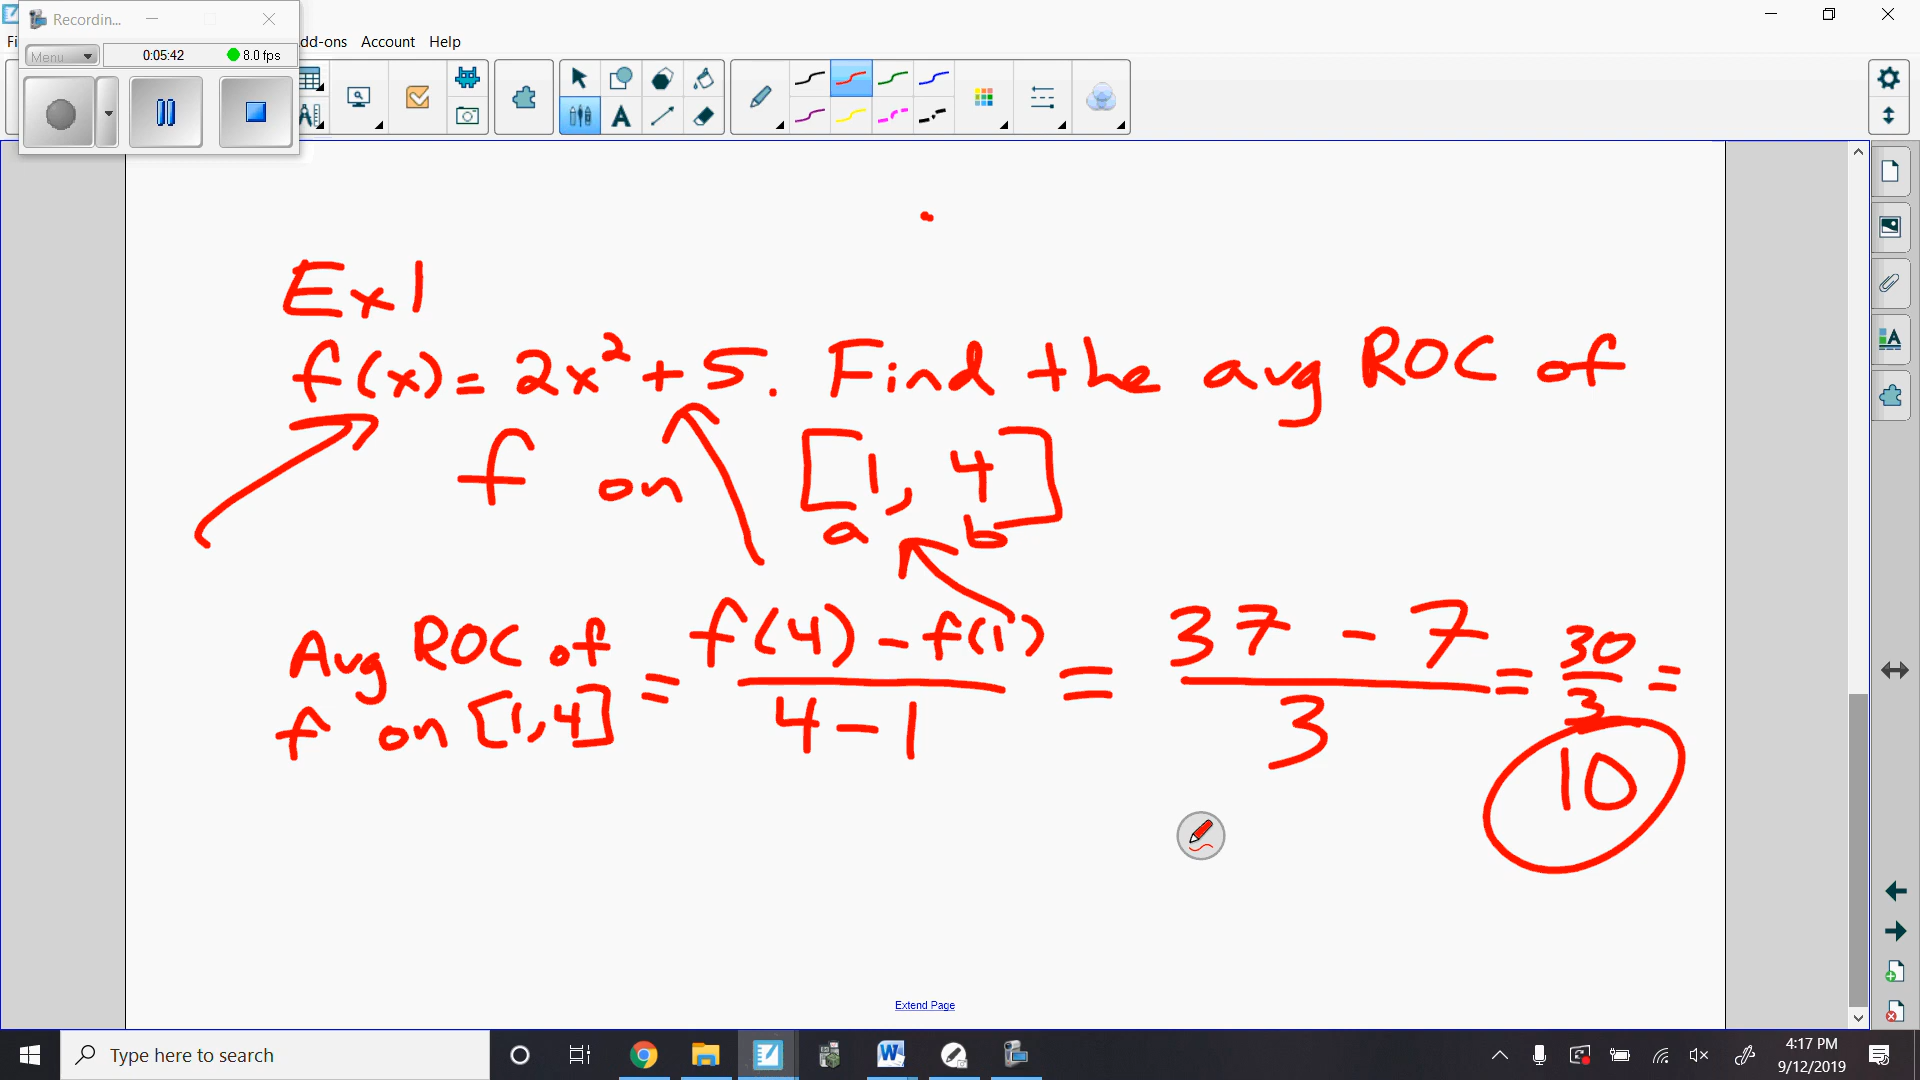 Recordin...
Menu
0:05:42
8.0 fps
Fi
dd-ons Account Help
Ex 1
f(x) = 2x² + 5. Find the avg ROC of
f on [1, 4]
a b
Avg ROC of f on [1,4] = f(4) - f(1) / 4 - 1 = 37 - 7 / 3 = 30 / 3 =
10
Extend Page
Type here to search
4:17 PM
9/12/2019